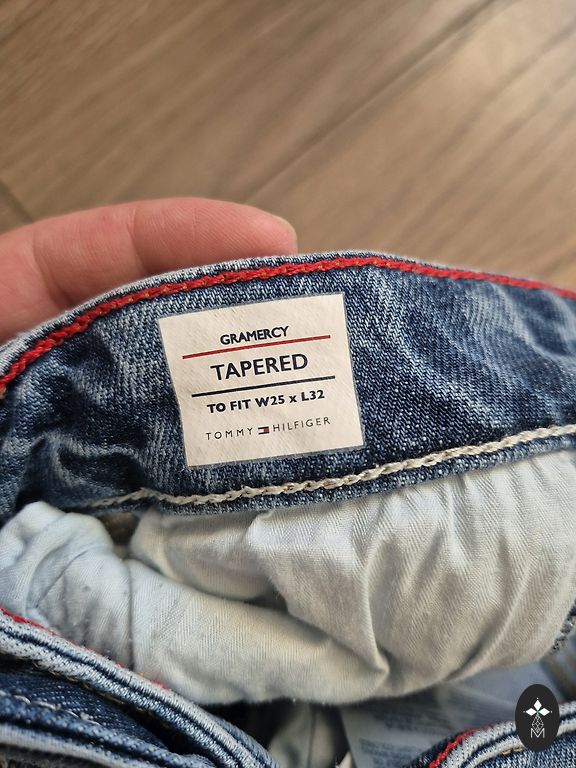 GRAMERCY
TAPERED
TO FIT W25 x L32
TOMMY HILFIGER
M